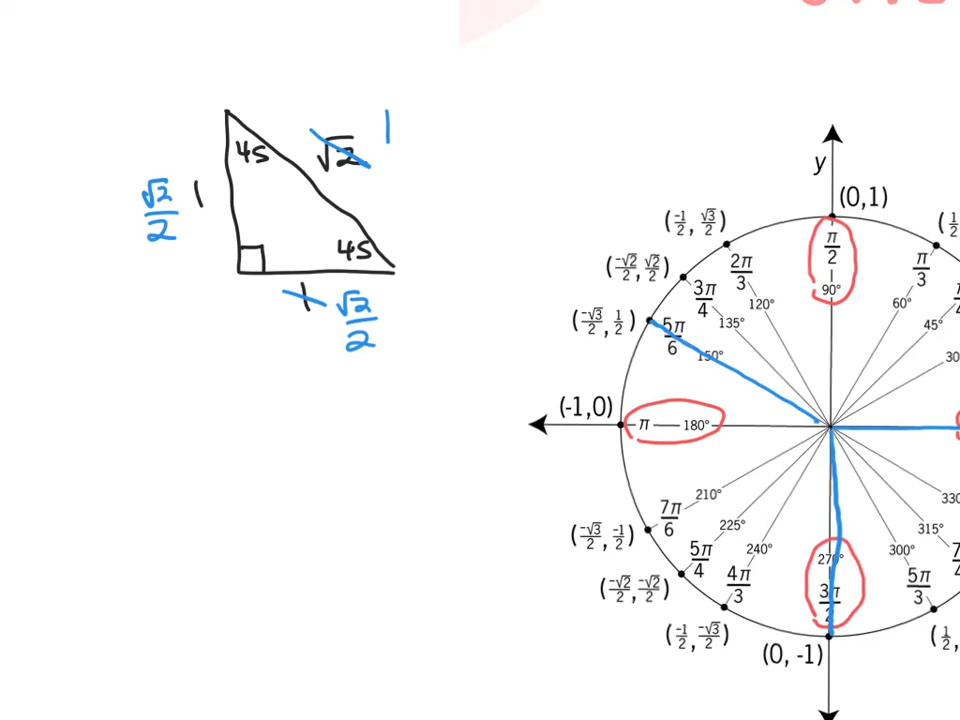 45
√2
1
√2/2
1
45
1
√2/2
y
(0,1)
(-1/2, √3/2)
(-√2/2, √2/2)
(-√3/2, 1/2)
(-1,0)
(-√3/2, -1/2)
(-√2/2, -√2/2)
(-1/2, -√3/2)
(0, -1)
π/2
90°
2π/3
120°
3π/4
135°
5π/6
150°
π
180°
7π/6
210°
5π/4
225°
4π/3
240°
270°
3π/2
5π/3
300°
315°
330°
π/3
60°
45°